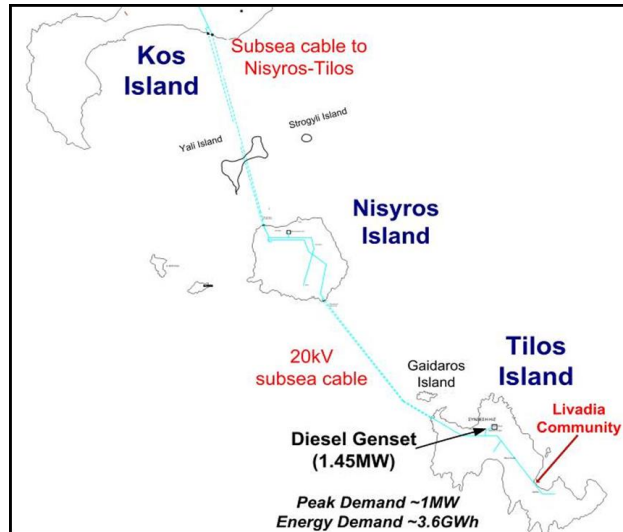 Subsea cable to
Nisyros-Tilos
Kos
Island
Strogyli Island
Yali Island
Nisyros
Island
20kV
subsea cable
Tilos
Island
Gaidaros
Island
Livadia
Community
Diesel Genset
(1.45MW)
Peak Demand ~1MW
Energy Demand ~3.6GWh